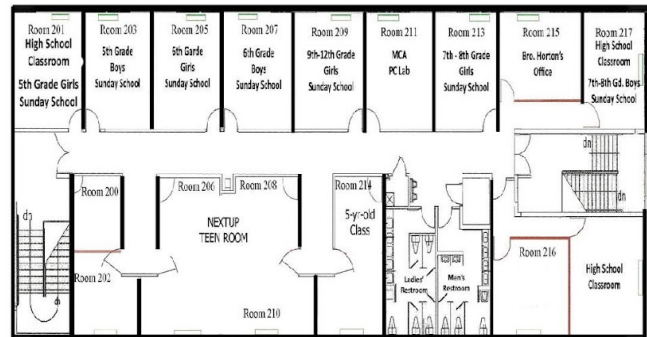 Room 201
High School
Classroom
5th Grade Girls
Sunday School
Room 203
5th Grade
Boys
Sunday School
Room 205
6th Garde
Girls
Sunday School
Room 207
6th Grade
Boys
Sunday School
Room 209
9th-12th Grade
Girls
Sunday School
Room 211
MCA
PC Lab
Room 213
7th - 8th Grade
Girls
Sunday School
Room 215
Bro. Horton's
Office
Room 217
High School
Classroom
7th-8th Gd. Boys
Sunday School
dn
Room 200
Room 202
Room 206
Room 208
NEXTUP
TEEN ROOM
Room 210
Room 214
5-yr-old
Class
Ladies'
Restroom
Men's
Restroom
dn
dn
Room 216
High School
Classroom